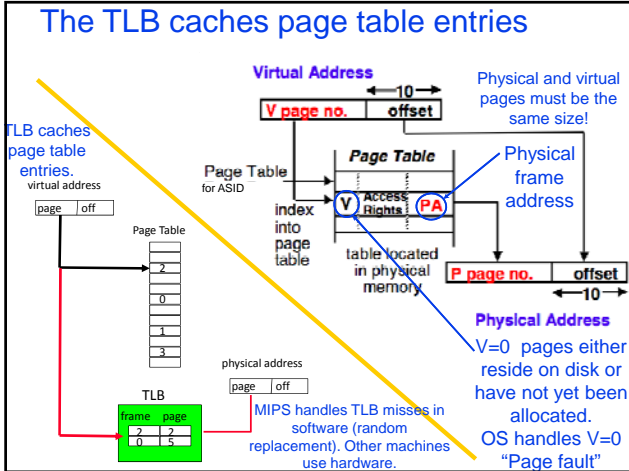 The TLB caches page table entries
Virtual Address
10
V page no.
offset
Physical and virtual
pages must be the
same size!
TLB caches
page table
entries.
virtual address
page
off
Page Table
2
0
1
3
Page Table
for ASID
index
into
page
table
Page Table
V
Access
Rights
PA
table located
in physical
memory
Physical
frame
address
P page no.
offset
10
Physical Address
V=0 pages either
reside on disk or
have not yet been
allocated.
OS handles V=0
“Page fault”
physical address
page
off
TLB
frame
page
2
2
0
5
MIPS handles TLB misses in
software (random
replacement). Other machines
use hardware.